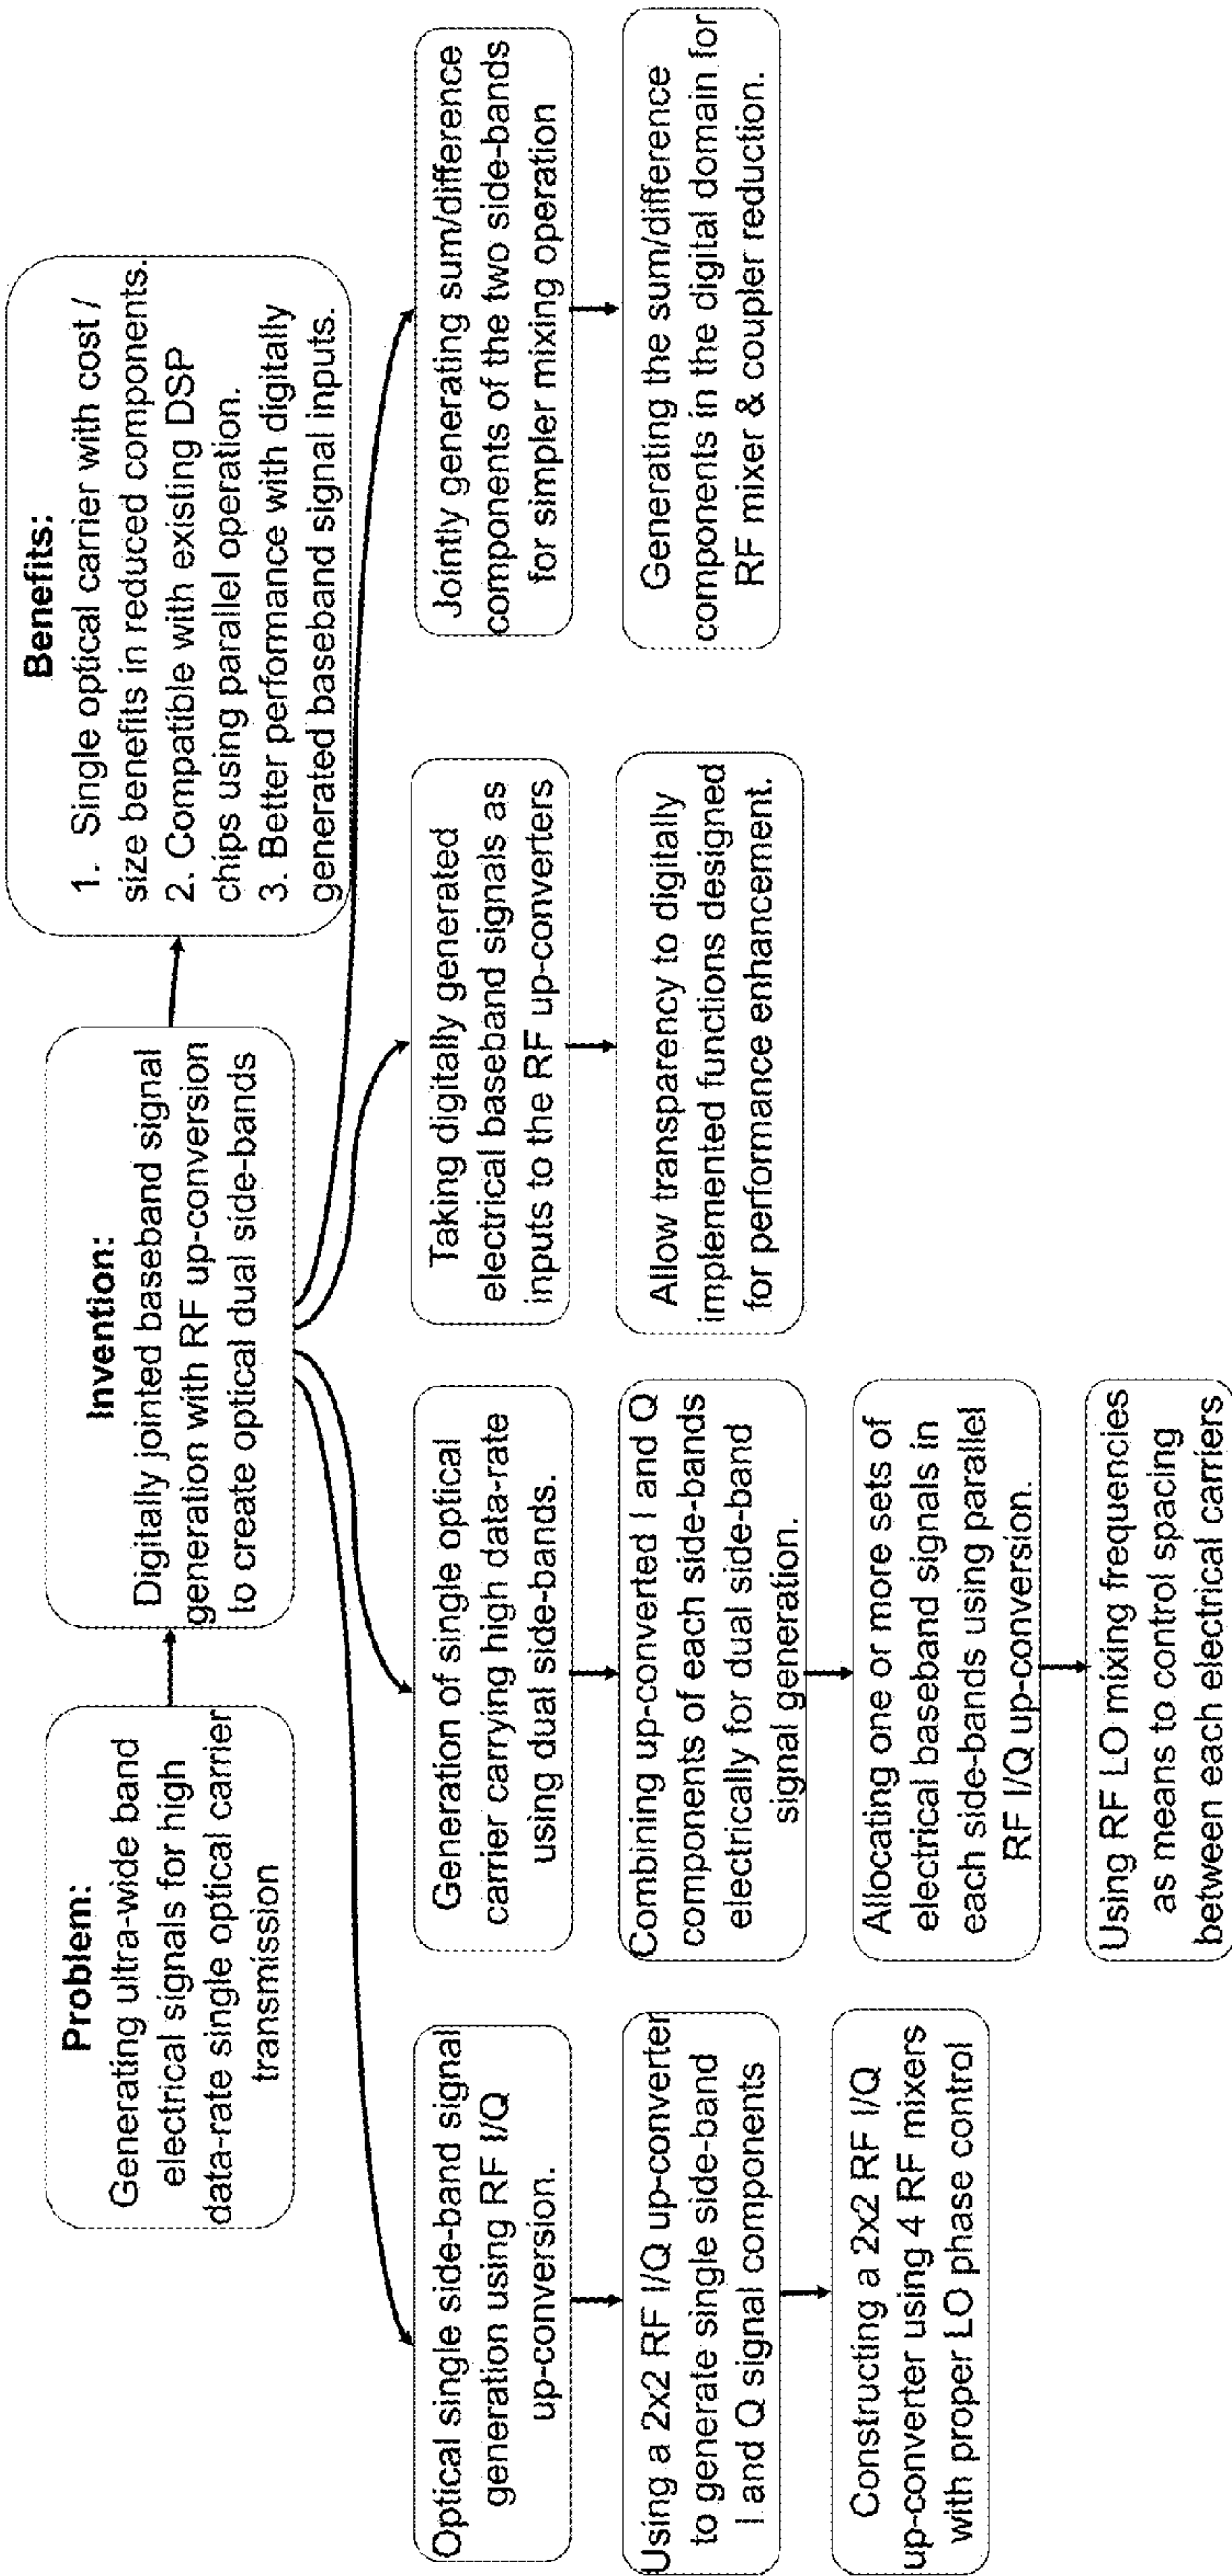 Problem:
Generating ultra-wide band
electrical signals for high
data-rate single optical carrier
transmission
Invention:
Digitally jointed baseband signal
generation with RF up-conversion
to create optical dual side-bands
Benefits:
1. Single optical carrier with cost /
size benefits in reduced components.
2. Compatible with existing DSP
chips using parallel operation.
3. Better performance with digitally
generated baseband signal inputs.
Optical single side-band signal
generation using RF I/Q
up-conversion.
Using a 2x2 RF I/Q up-converter
to generate single side-band
I and Q signal components
Constructing a 2x2 RF I/Q
up-converter using 4 RF mixers
with proper LO phase control
Generation of single optical
carrier carrying high data-rate
using dual side-bands.
Combining up-converted I and Q
components of each side-bands
electrically for dual side-band
signal generation.
Allocating one or more sets of
electrical baseband signals in
each side-bands using parallel
RF I/Q up-conversion.
Using RF LO mixing frequencies
as means to control spacing
between each electrical carriers
Taking digitally generated
electrical baseband signals as
inputs to the RF up-converters
Allow transparency to digitally
implemented functions designed
for performance enhancement.
Jointly generating sum/difference
components of the two side-bands
for simpler mixing operation
Generating the sum/difference
components in the digital domain for
RF mixer & coupler reduction.